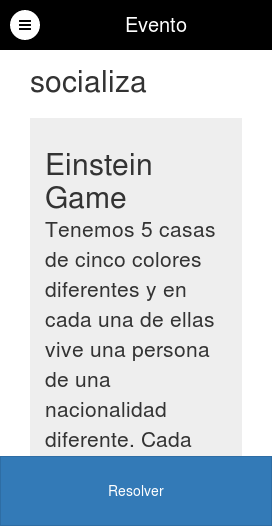 Evento
socializa
Einstein
Game
Tenemos 5 casas
de cinco colores
diferentes y en
cada una de ellas
vive una persona
de una
nacionalidad
diferente. Cada
Resolver